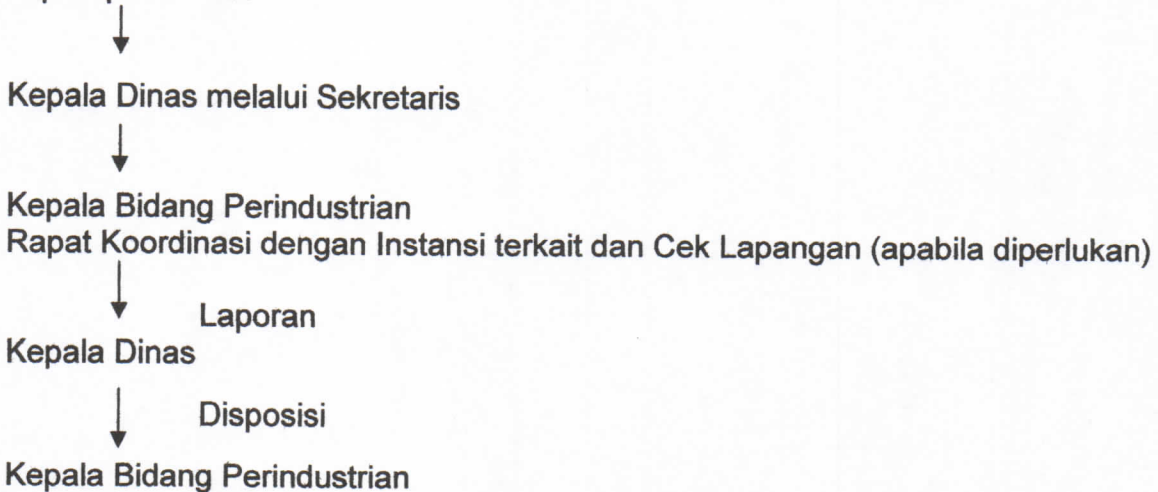 Kepala Dinas melalui Sekretaris
Kepala Bidang Perindustrian
Rapat Koordinasi dengan Instansi terkait dan Cek Lapangan (apabila diperlukan)
Laporan
Kepala Dinas
Disposisi
Kepala Bidang Perindustrian